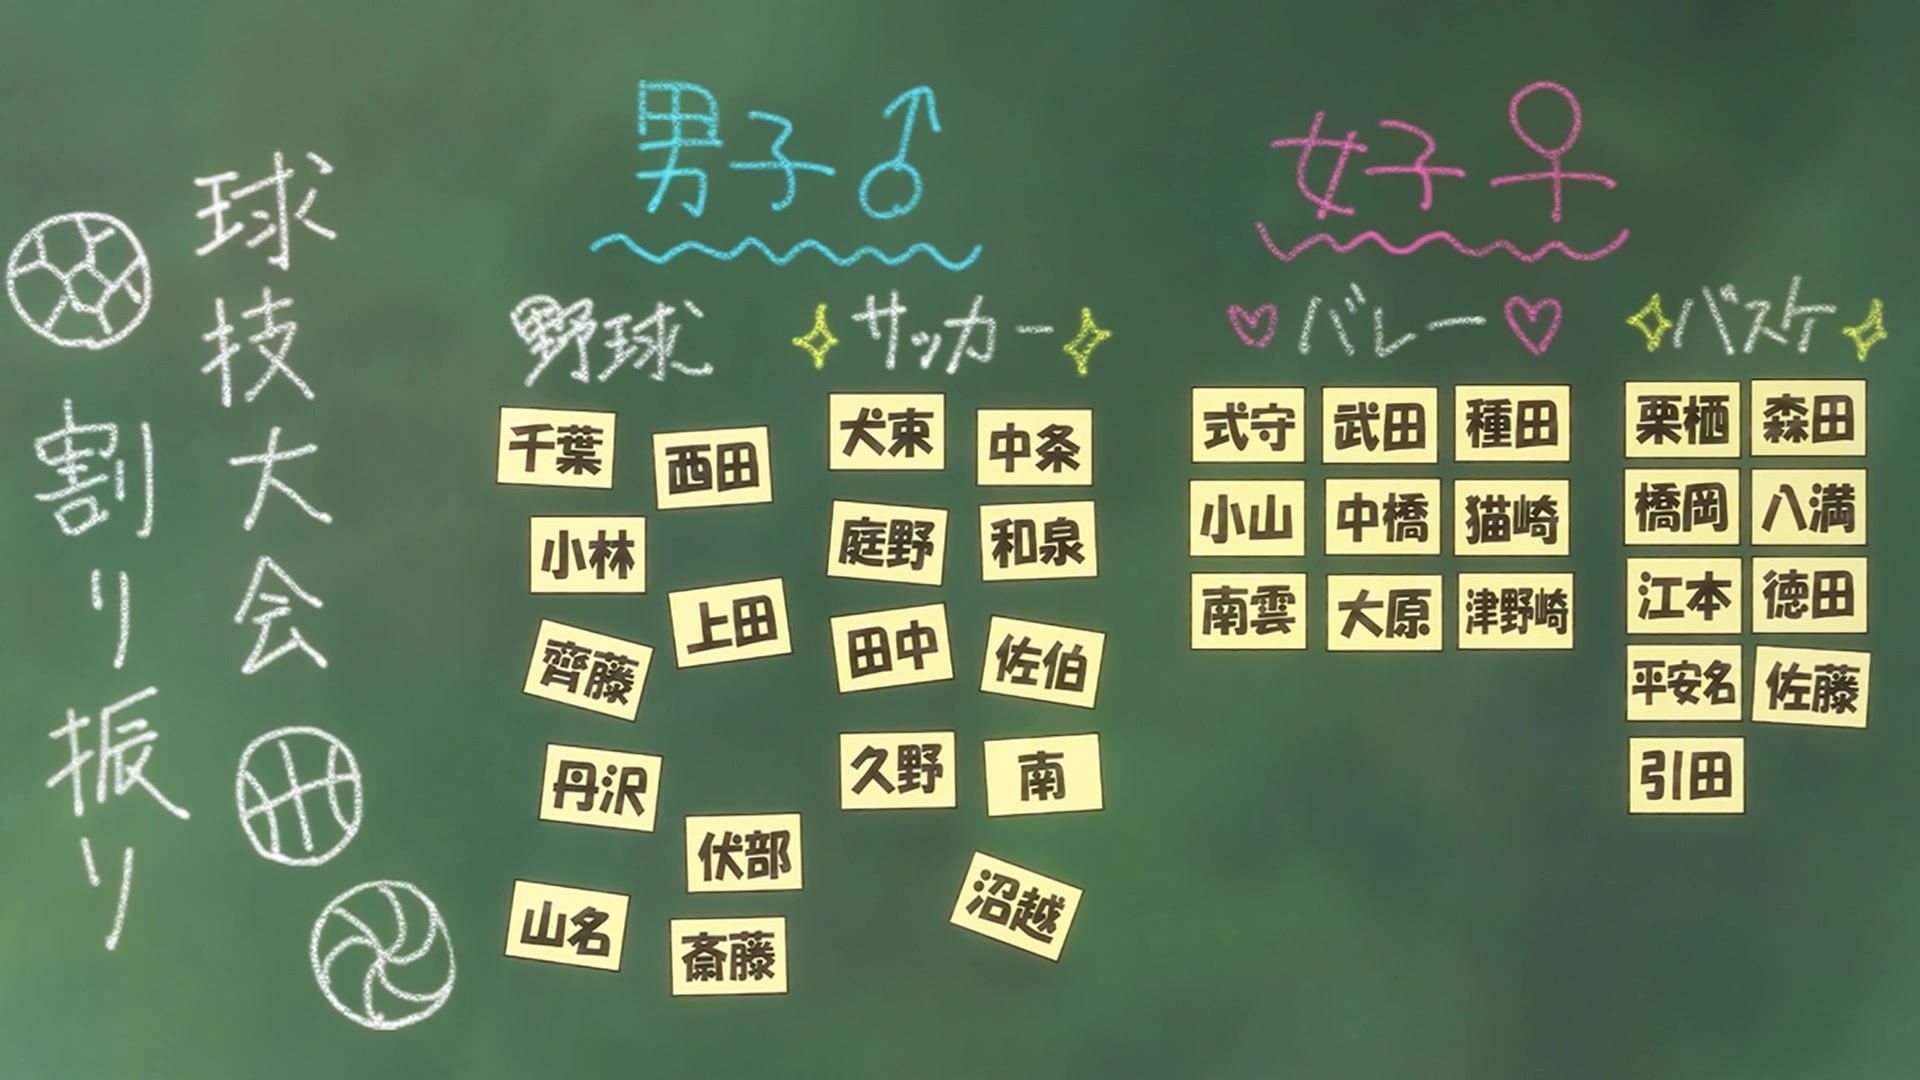 球技大会
割り振り
男子♂
野球
千葉
西田
小林
上田
齊藤
丹沢
伏部
山名
斎藤
サッカー
犬束
中条
庭野
和泉
田中
佐伯
久野
南
沼越
女子♀
バレー
式守
武田
種田
小山
中橋
猫崎
南雲
大原
津野崎
バスケ
栗栖
森田
橋岡
八満
江本
徳田
平安名
佐藤
引田